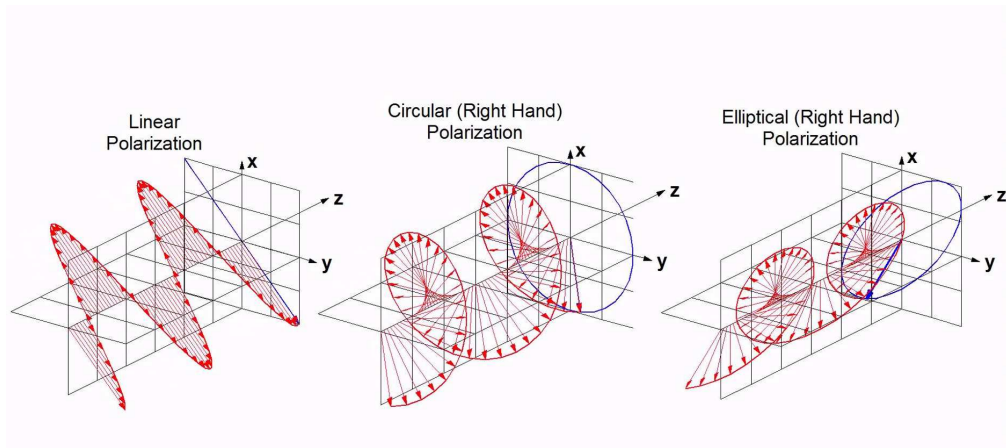 Linear
Polarization
x
z
y
Circular (Right Hand)
Polarization
x
z
y
Elliptical (Right Hand)
Polarization
x
z
y